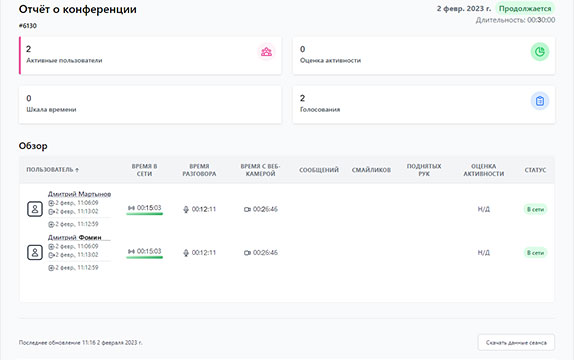 Отчёт о конференции
2 февр. 2023 г. Продолжается
#6130
Длительность: 00:30:00
2
Активные пользователи
0
Оценка активности
0
Шкала времени
2
Голосования
Обзор
ПОЛЬЗОВАТЕЛЬ ↑ ВРЕМЯ В СЕТИ ВРЕМЯ РАЗГОВОРА ВРЕМЯ С ВЕБ-КАМЕРОЙ СООБЩЕНИЙ СМАЙЛИКОВ ПОДНЯТЫХ РУК ОЦЕНКА АКТИВНОСТИ СТАТУС
Дмитрий Мартынов
2 февр., 11:06:09
2 февр., 11:13:02
2 февр., 11:12:59
00:15:03 00:12:11 00:26:46 Н/Д В сети
Дмитрий Фомин
2 февр., 11:06:09
2 февр., 11:13:02
2 февр., 11:12:59
00:15:03 00:12:11 00:26:46 Н/Д В сети
Последнее обновление 11:16 2 февраля 2023 г.
Скачать данные сеанса